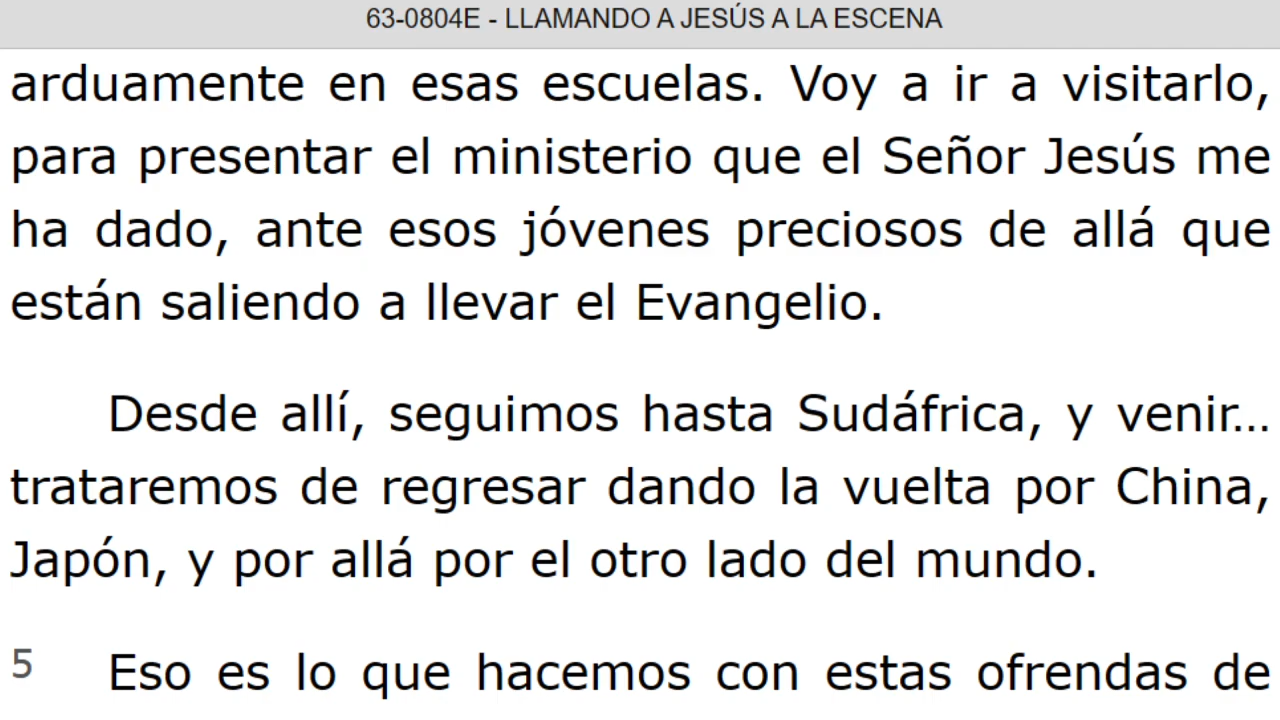 63-0804E - LLAMANDO A JESÚS A LA ESCENA
arduamente en esas escuelas. Voy a ir a visitarlo,
para presentar el ministerio que el Señor Jesús me
ha dado, ante esos jóvenes preciosos de allá que
están saliendo a llevar el Evangelio.
Desde allí, seguimos hasta Sudáfrica, y venir...
trataremos de regresar dando la vuelta por China,
Japón, y por allá por el otro lado del mundo.
5 Eso es lo que hacemos con estas ofrendas de